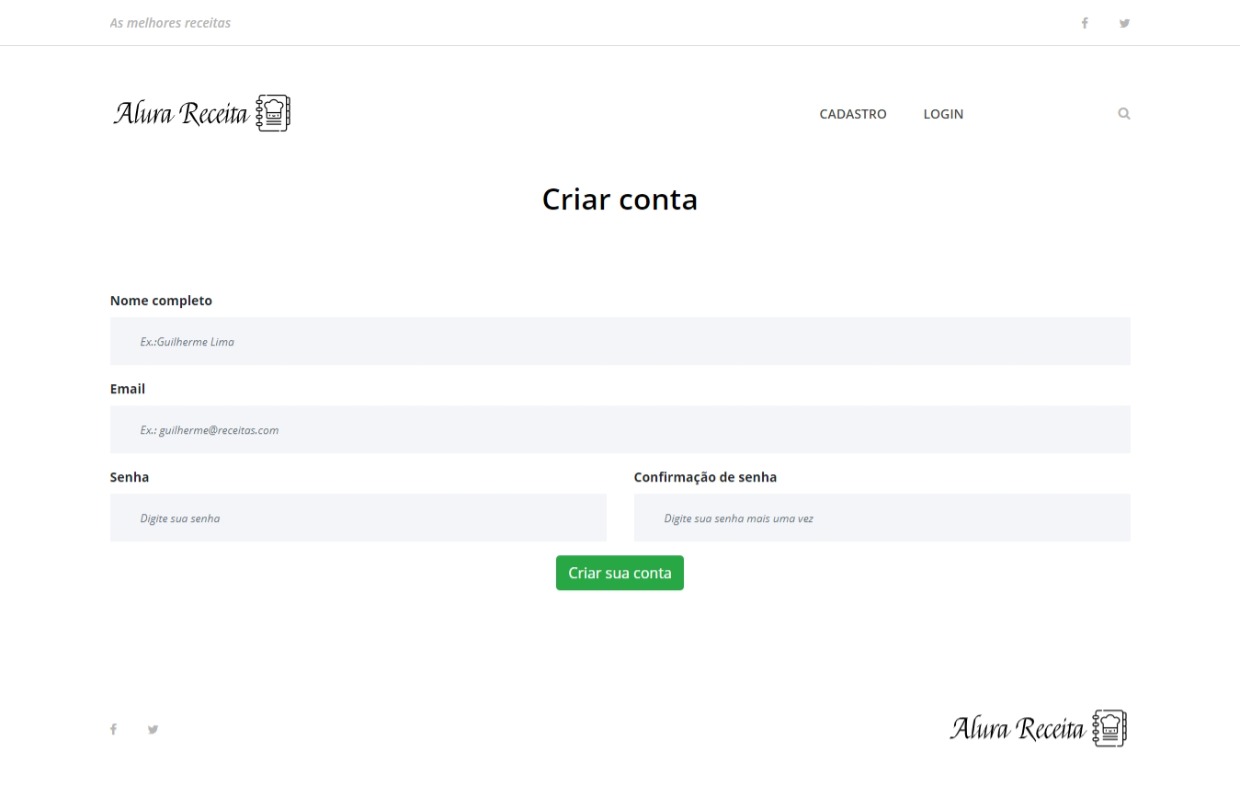 As melhores receitas
Alura Receita
CADASTRO LOGIN
Criar conta
Nome completo
Ex.:Guilherme Lima
Email
Ex.: guilherme@receitas.com
Senha Confirmação de senha
Digite sua senha Digite sua senha mais uma vez
Criar sua conta
Alura Receita